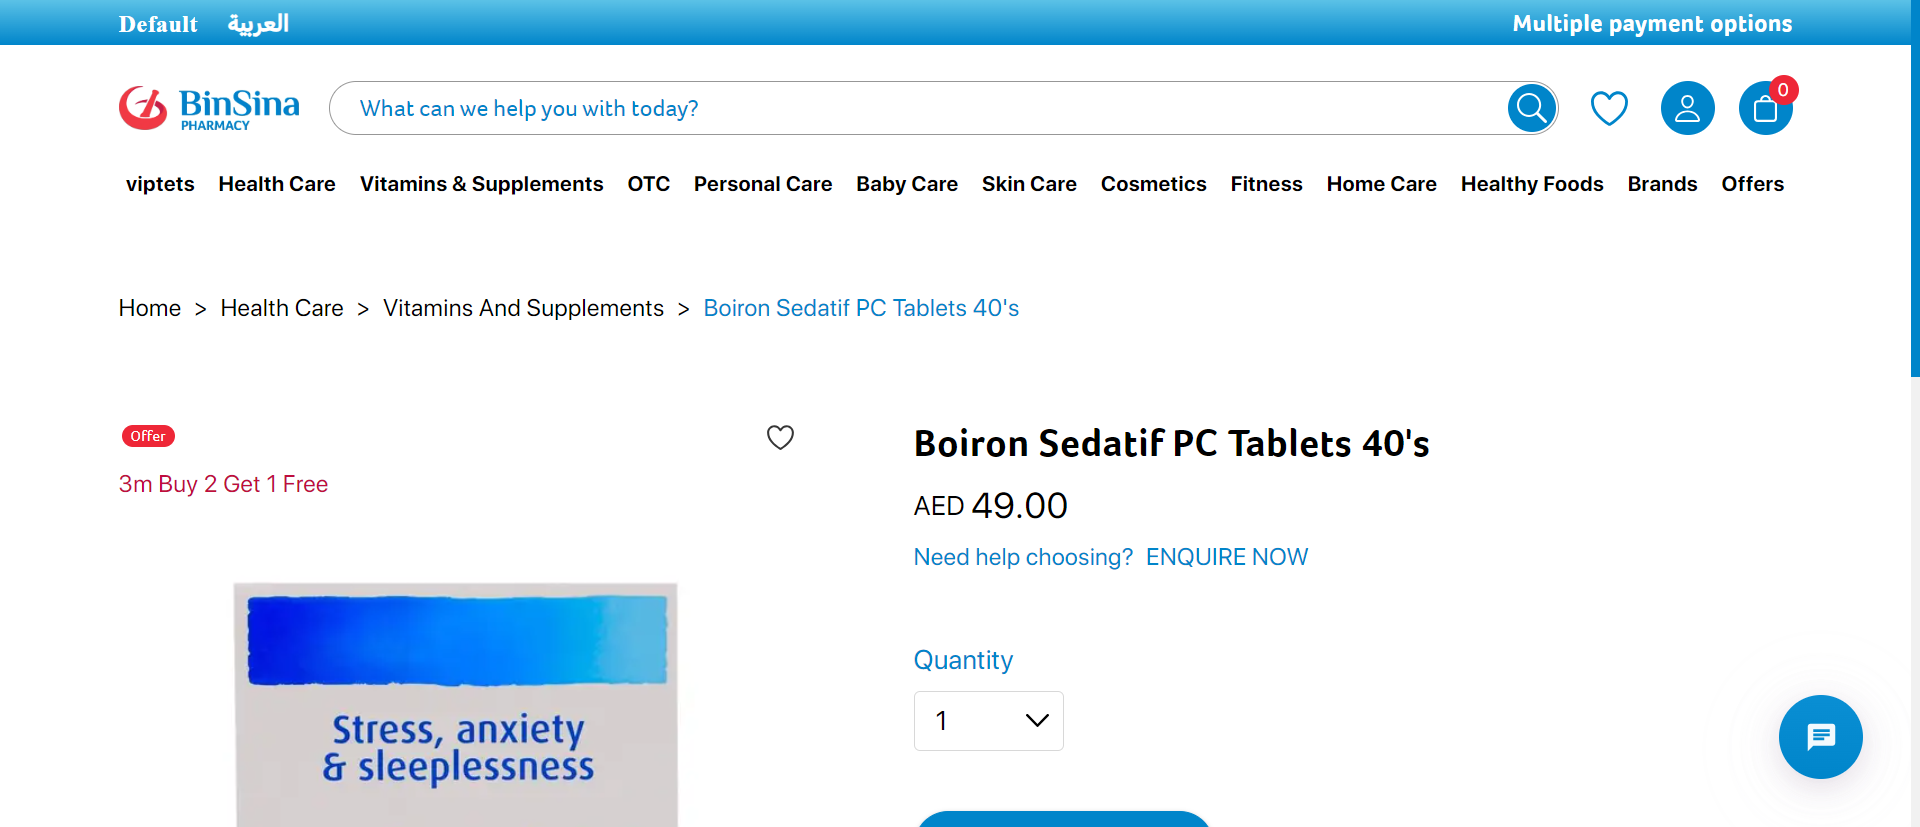 Default العربية Multiple payment options
BinSina
PHARMACY
What can we help you with today?
0
viptets Health Care Vitamins & Supplements OTC Personal Care Baby Care Skin Care Cosmetics Fitness Home Care Healthy Foods Brands Offers
Home > Health Care > Vitamins And Supplements > Boiron Sedatif PC Tablets 40's
Offer
3m Buy 2 Get 1 Free
Stress, anxiety
& sleeplessness
Boiron Sedatif PC Tablets 40's
AED 49.00
Need help choosing? ENQUIRE NOW
Quantity
1